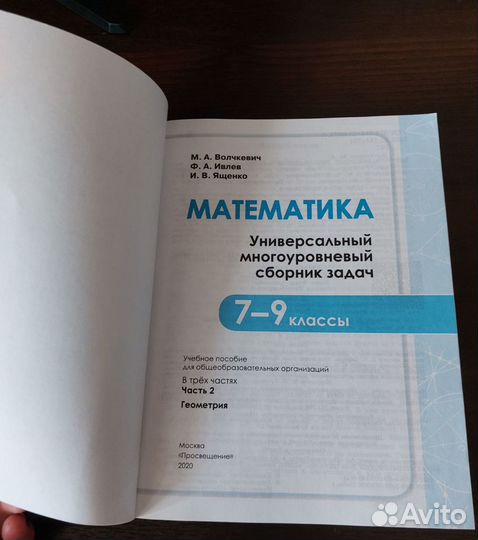 М. А. Волчкевич
Ф. А. Ивлев
И. В. Ященко
МАТЕМАТИКА
Универсальный
многоуровневый
сборник задач
7–9 классы
Учебное пособие
для общеобразовательных организаций
В трёх частях
Часть 2
Геометрия
Москва
«Просвещение»
2020
Avito